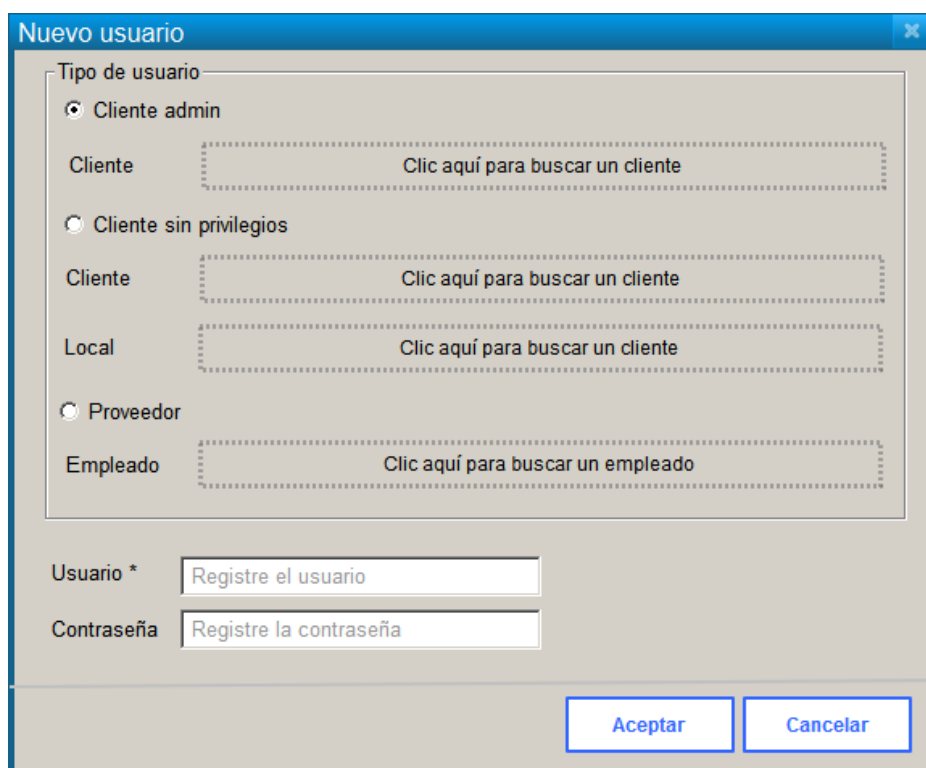 Nuevo usuario
Tipo de usuario
Cliente admin
Cliente Clic aquí para buscar un cliente
Cliente sin privilegios
Cliente Clic aquí para buscar un cliente
Local Clic aquí para buscar un cliente
Proveedor
Empleado Clic aquí para buscar un empleado
Usuario * Registre el usuario
Contraseña Registre la contraseña
Aceptar Cancelar